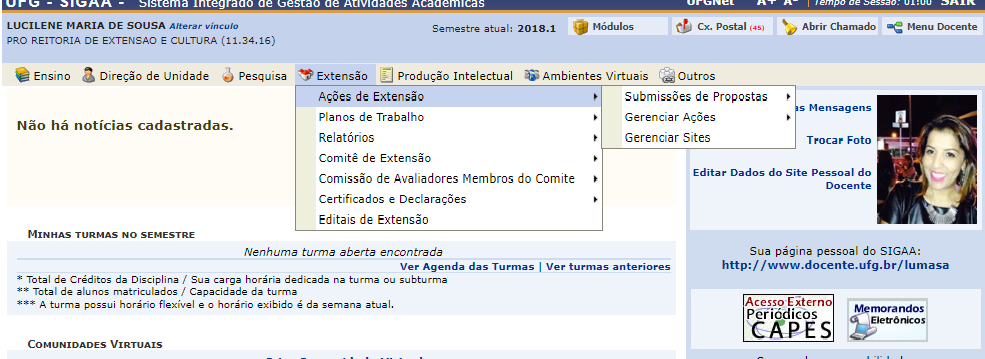 UFG - SIGAA - Sistema Integrado de Gestão de Atividades Acadêmicas
UFGNet A+ A- Tempo de Sessão: 01:00 SAIR
LUCILENE MARIA DE SOUSA Alterar vínculo
PRO REITORIA DE EXTENSAO E CULTURA (11.34.16)
Semestre atual: 2018.1
Módulos
Cx. Postal (45)
Abrir Chamado
Menu Docente
Ensino Direção de Unidade Pesquisa Extensão Produção Intelectual Ambientes Virtuais Outros
Ações de Extensão
Planos de Trabalho
Relatórios
Comitê de Extensão
Comissão de Avaliadores Membros do Comite
Certificados e Declarações
Editais de Extensão
Submissões de Propostas
Gerenciar Ações
Gerenciar Sites
Não há notícias cadastradas.
as Mensagens
Trocar Foto
Editar Dados do Site Pessoal do
Docente
MINHAS TURMAS NO SEMESTRE
Nenhuma turma aberta encontrada
Ver Agenda das Turmas | Ver turmas anteriores
* Total de Créditos da Disciplina / Sua carga horária dedicada na turma ou subturma
** Total de alunos matriculados / Capacidade da turma
*** A turma possui horário flexível e o horário exibido é da semana atual.
COMUNIDADES VIRTUAIS
Sua página pessoal do SIGAA:
http://www.docente.ufg.br/lumasa
Acesso Externo
Periódicos
CAPES
Memorandos
Eletrônicos